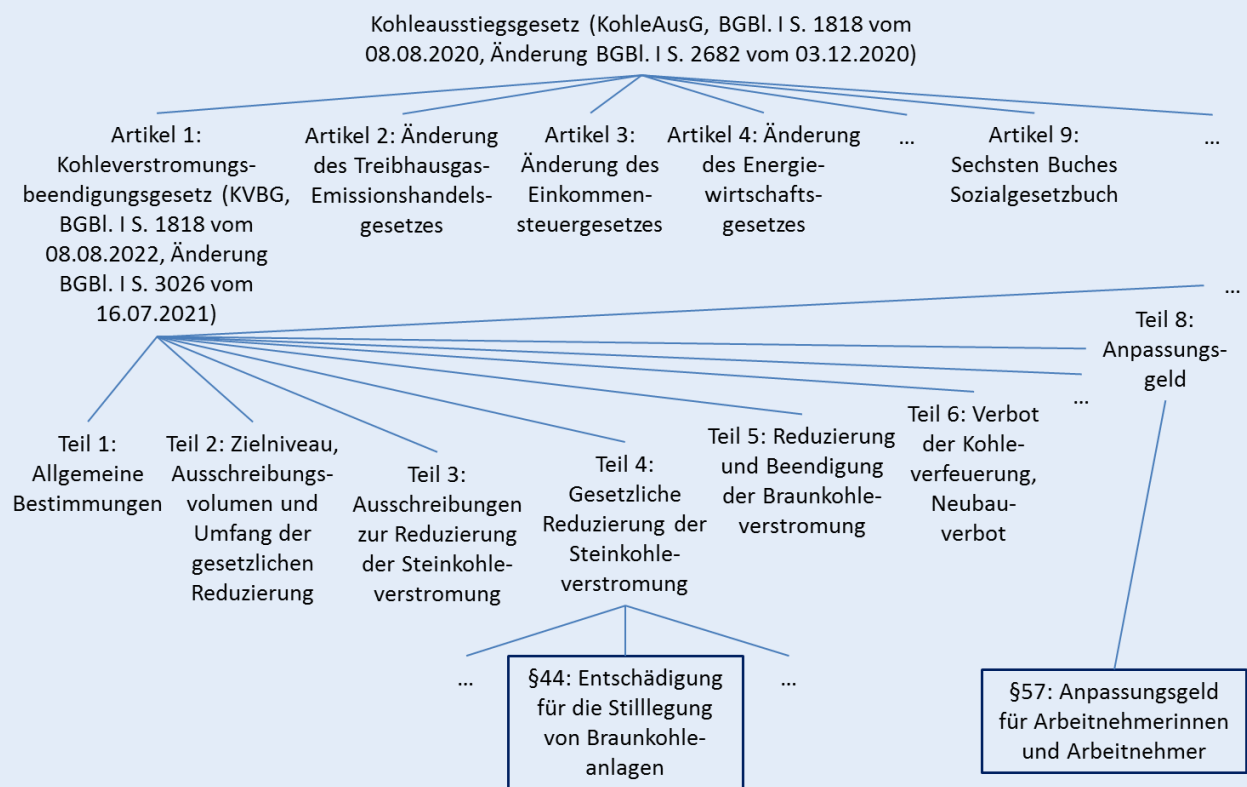 Kohleausstiegsgesetz (KohleAusG, BGBl. I S. 1818 vom
08.08.2020, Änderung BGBl. I S. 2682 vom 03.12.2020)
Artikel 1:
Kohleverstromungs-
beendigungsgesetz (KVBG,
BGBl. I S. 1818 vom
08.08.2022, Änderung
BGBl. I S. 3026 vom
16.07.2021)
Artikel 2: Änderung
des Treibhausgas-
Emissionshandels-
gesetzes
Artikel 3:
Änderung des
Einkommen-
steuergesetzes
Artikel 4: Änderung
des Energie-
wirtschafts-
gesetzes
...
Artikel 9:
Sechsten Buches
Sozialgesetzbuch
...
Teil 1:
Allgemeine
Bestimmungen
Teil 2: Zielniveau,
Ausschreibungs-
volumen und
Umfang der
gesetzlichen
Reduzierung
Teil 3:
Ausschreibungen
zur Reduzierung
der Steinkohle-
verstromung
Teil 4:
Gesetzliche
Reduzierung der
Steinkohle-
verstromung
Teil 5: Reduzierung
und Beendigung
der Braunkohle-
verstromung
Teil 6: Verbot
der Kohle-
verfeuerung,
Neubau-
verbot
...
Teil 8:
Anpassungs-
geld
...
...
§44: Entschädigung
für die Stilllegung
von Braunkohle-
anlagen
...
§57: Anpassungsgeld
für Arbeitnehmerinnen
und Arbeitnehmer